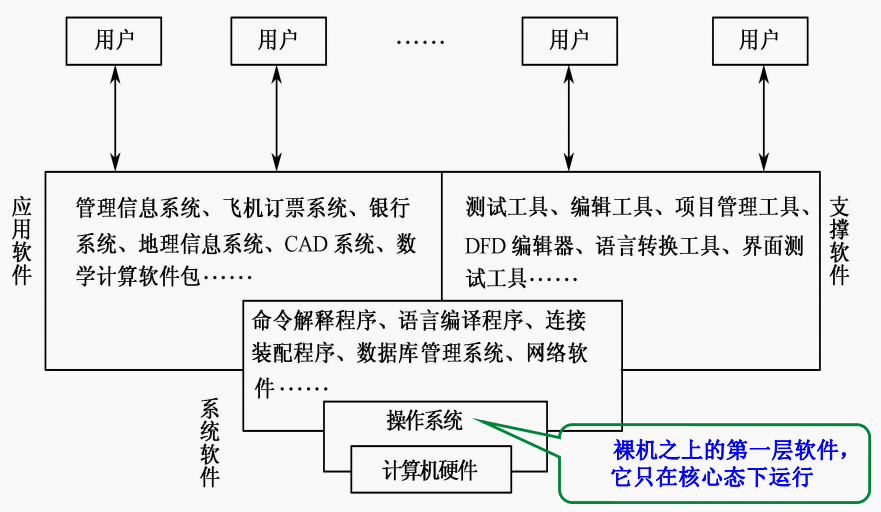 用户
用户
……
用户
用户
应用软件
管理信息系统、飞机订票系统、银行
系统、地理信息系统、CAD 系统、数
学计算软件包……
测试工具、编辑工具、项目管理工具、
DFD 编辑器、语言转换工具、界面测
试工具……
支撑软件
命令解释程序、语言编译程序、连接
装配程序、数据库管理系统、网络软
件……
系统软件
操作系统
计算机硬件
裸机之上的第一层软件，
它只在核心态下运行